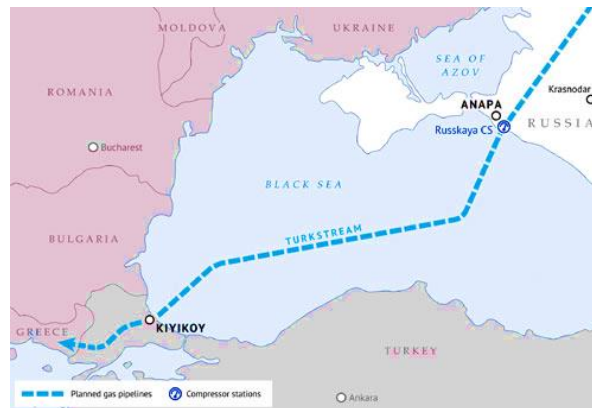 MOLDOVA
UKRAINE
SEA OF
AZOV
ROMANIA
Krasnodar
ANAPA
Russkaya CS
RUSSIA
Bucharest
BLACK SEA
TURKSTREAM
BULGARIA
GREECE
KIYIKOY
TURKEY
Planned gas pipelines
Compressor stations
Ankara